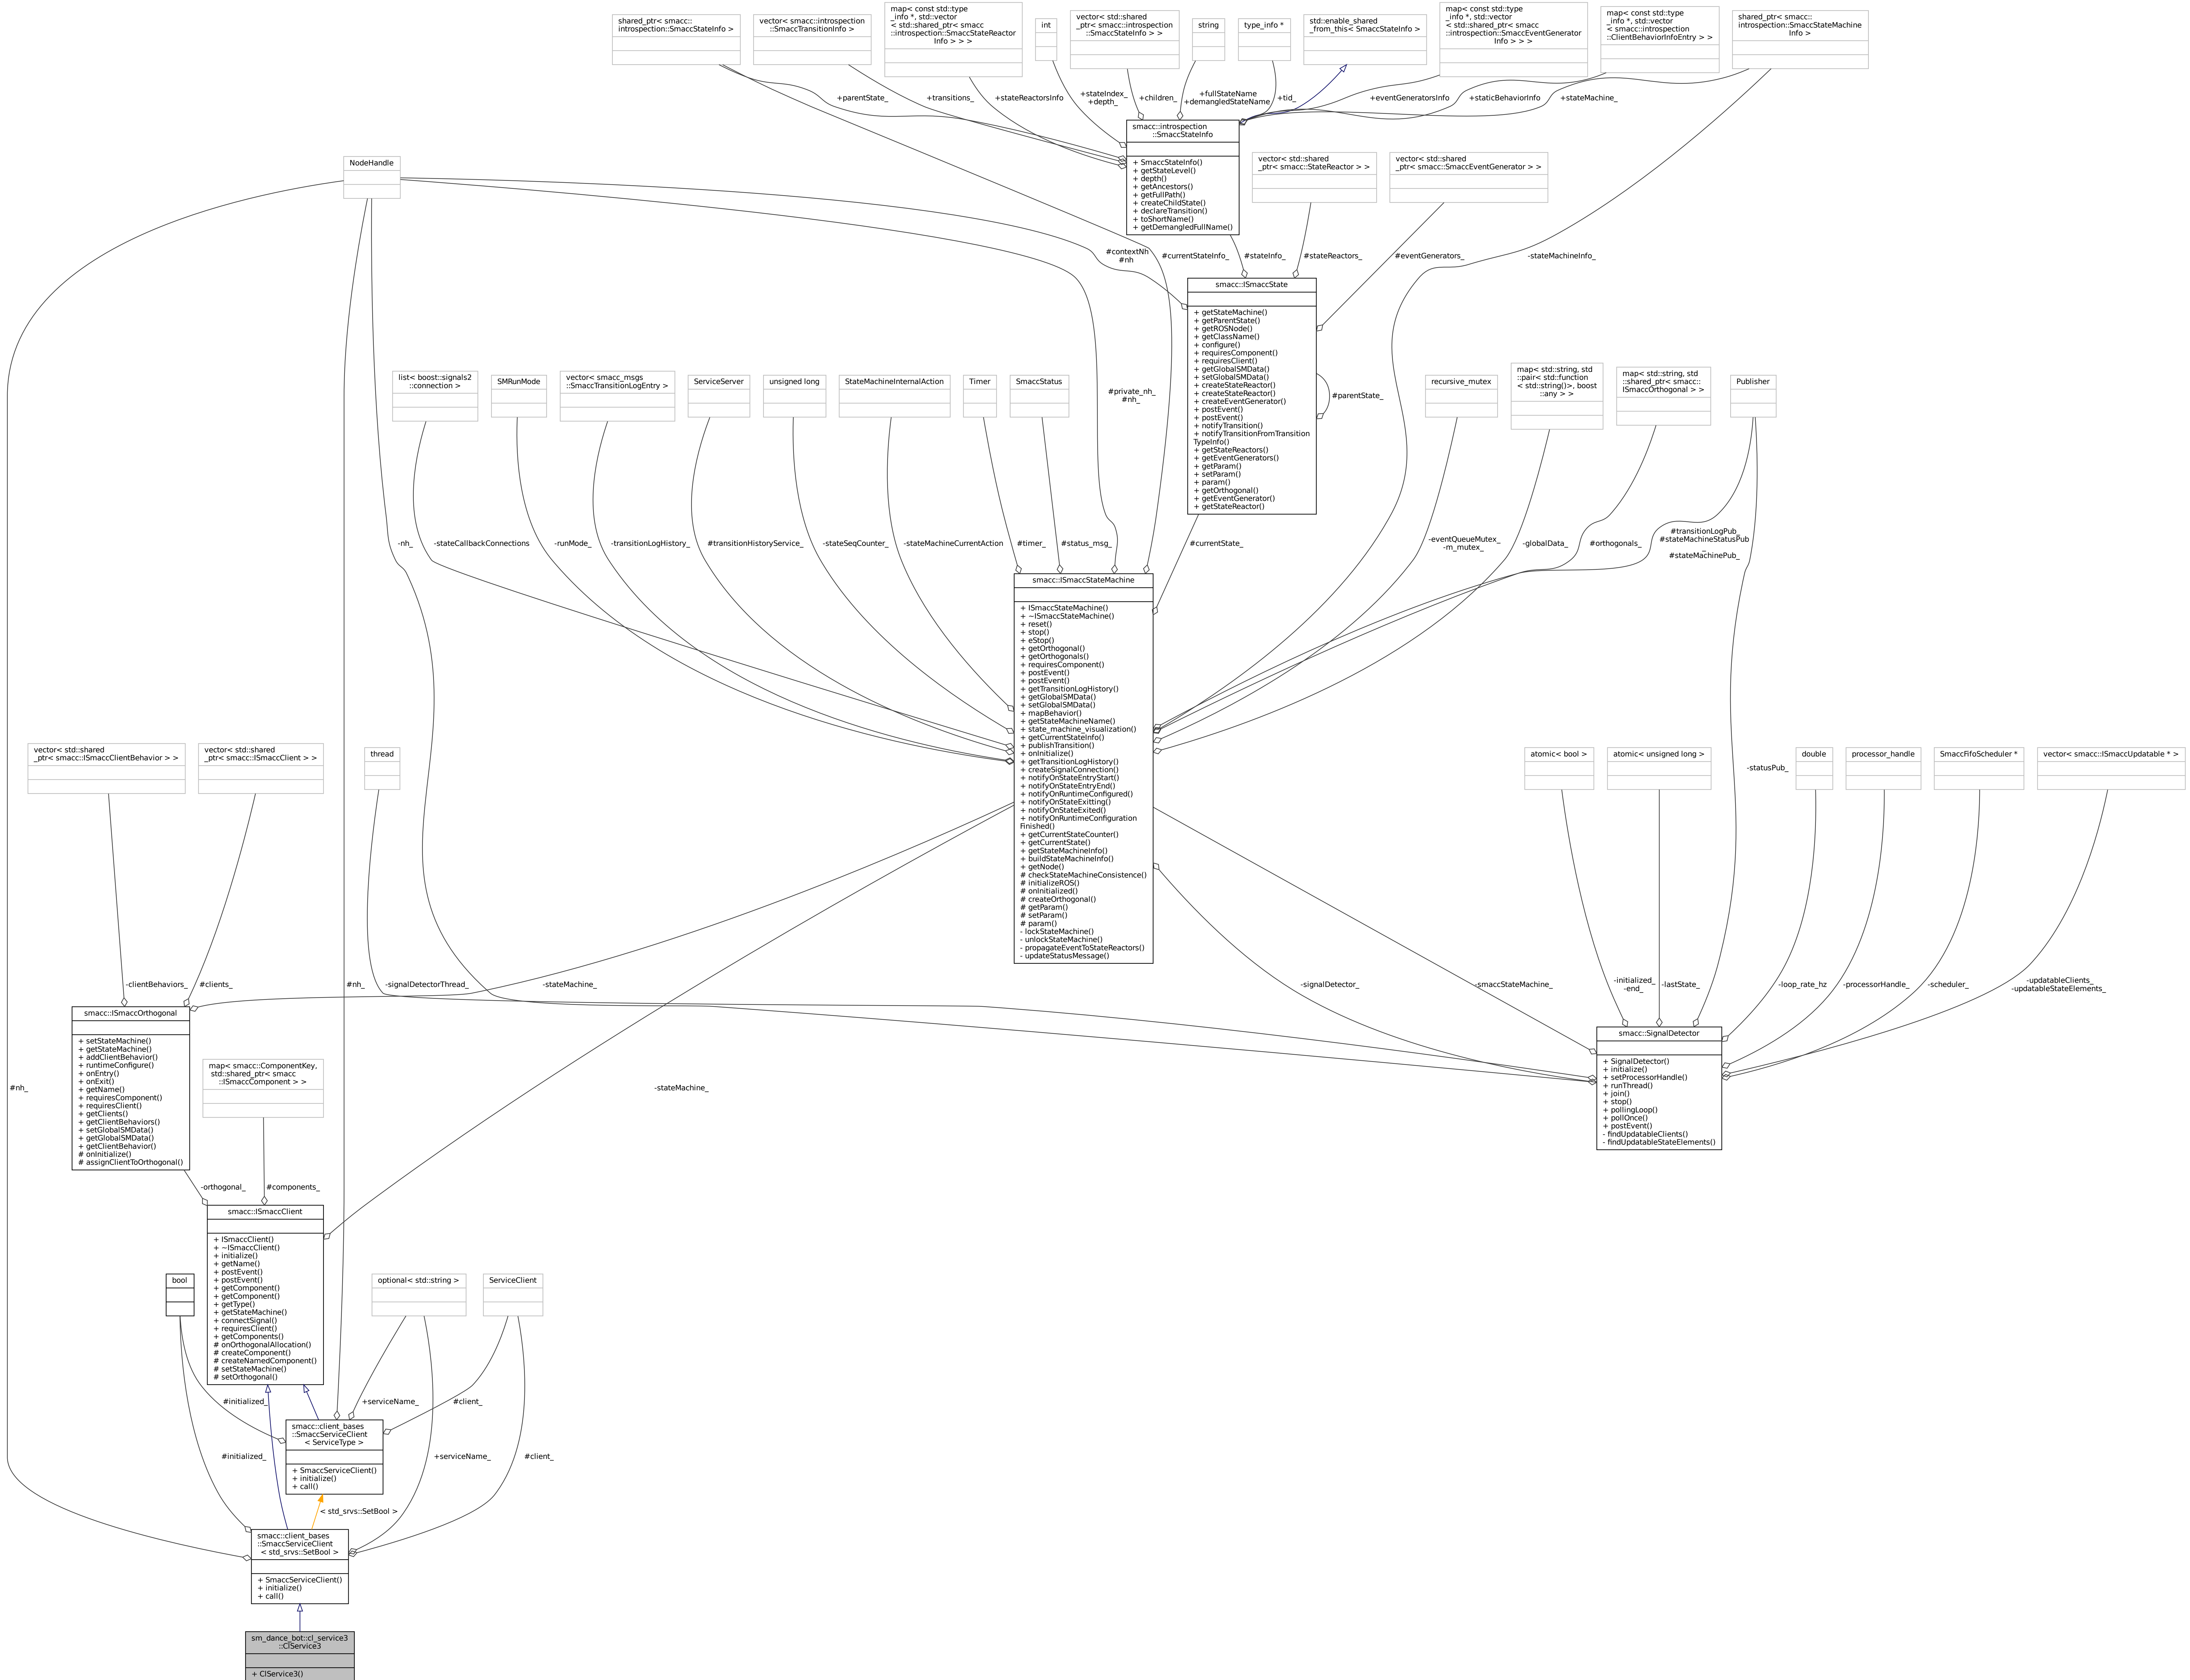 shared_ptr< smacc::
introspection::SmaccStateInfo >
vector< smacc::introspection
::SmaccTransitionInfo >
map< const std::type
_info *, std::vector
< std::shared_ptr< smacc
::introspection::SmaccStateReactor
Info > > >
int
vector< std::shared
_ptr< smacc::introspection
::SmaccStateInfo > >
string
type_info *
std::enable_shared
_from_this< SmaccStateInfo >
map< const std::type
_info *, std::vector
< std::shared_ptr< smacc
::introspection::SmaccEventGenerator
Info > > >
map< const std::type
_info *, std::vector
< smacc::introspection
::ClientBehaviorInfoEntry > >
shared_ptr< smacc::
introspection::SmaccStateMachine
Info >
+parentState_
+transitions_
+stateReactorsInfo
+stateIndex_
+depth_
+children_
+fullStateName
+demangledStateName
+tid_
+eventGeneratorsInfo
+staticBehaviorInfo
+stateMachine_
smacc::introspection
::SmaccStateInfo
+ SmaccStateInfo()
+ getStateLevel()
+ depth()
+ getAncestors()
+ getFullPath()
+ createChildState()
+ declareTransition()
+ toShortName()
+ getDemangledFullName()
NodeHandle
vector< std::shared
_ptr< smacc::StateReactor > >
vector< std::shared
_ptr< smacc::SmaccEventGenerator > >
#contextNh
#nh
#currentStateInfo_
#stateInfo_
#stateReactors_
#eventGenerators_
-stateMachineInfo_
smacc::ISmaccState
+ getStateMachine()
+ getParentState()
+ getROSNode()
+ getClassName()
+ configure()
+ requiresComponent()
+ requiresClient()
+ getGlobalSMData()
+ setGlobalSMData()
+ createStateReactor()
+ createStateReactor()
+ createEventGenerator()
+ postEvent()
+ postEvent()
+ notifyTransition()
+ notifyTransitionFromTransition
TypeInfo()
+ getStateReactors()
+ getEventGenerators()
+ getParam()
+ setParam()
+ param()
+ getOrthogonal()
+ getEventGenerator()
+ getStateReactor()
#parentState_
list< boost::signals2
::connection >
SMRunMode
vector< smacc_msgs
::SmaccTransitionLogEntry >
ServiceServer
unsigned long
StateMachineInternalAction
Timer
SmaccStatus
#private_nh_
#nh_
recursive_mutex
map< std::string, std
::pair< std::function
< std::string()>, boost
::any > >
map< std::string, std
::shared_ptr< smacc::
ISmaccOrthogonal > >
Publisher
-nh_
-stateCallbackConnections
-runMode_
-transitionLogHistory_
#transitionHistoryService_
-stateSeqCounter_
-stateMachineCurrentAction
#timer_
#status_msg_
#currentState_
-eventQueueMutex_
-m_mutex_
-globalData_
#orthogonals_
#transitionLogPub_
#stateMachineStatusPub
_
#stateMachinePub_
smacc::ISmaccStateMachine
+ ISmaccStateMachine()
+ ~ISmaccStateMachine()
+ reset()
+ stop()
+ eStop()
+ getOrthogonal()
+ getOrthogonals()
+ requiresComponent()
+ postEvent()
+ postEvent()
+ getTransitionLogHistory()
+ getGlobalSMData()
+ setGlobalSMData()
+ mapBehavior()
+ getStateMachineName()
+ state_machine_visualization()
+ getCurrentStateInfo()
+ publishTransition()
+ onInitialize()
+ getTransitionLogHistory()
+ createSignalConnection()
+ notifyOnStateEntryStart()
+ notifyOnStateEntryEnd()
+ notifyOnRuntimeConfigured()
+ notifyOnStateExitting()
+ notifyOnStateExited()
+ notifyOnRuntimeConfiguration
Finished()
+ getCurrentStateCounter()
+ getCurrentState()
+ getStateMachineInfo()
+ buildStateMachineInfo()
+ getNode()
# checkStateMachineConsistence()
# initializeROS()
# onInitialized()
# createOrthogonal()
# getParam()
# setParam()
# param()
- lockStateMachine()
- unlockStateMachine()
- propagateEventToStateReactors()
- updateStatusMessage()
vector< std::shared
_ptr< smacc::ISmaccClientBehavior > >
vector< std::shared
_ptr< smacc::ISmaccClient > >
thread
atomic< bool >
atomic< unsigned long >
double
processor_handle
SmaccFifoScheduler *
vector< smacc::ISmaccUpdatable * >
-statusPub_
-clientBehaviors_
#clients_
#nh_
-signalDetectorThread_
-stateMachine_
-signalDetector_
-smaccStateMachine_
-initialized_
-end_
-lastState_
-loop_rate_hz
-processorHandle_
-scheduler_
-updatableClients_
-updatableStateElements_
smacc::ISmaccOrthogonal
+ setStateMachine()
+ getStateMachine()
+ addClientBehavior()
+ runtimeConfigure()
+ onEntry()
+ onExit()
+ getName()
+ requiresComponent()
+ requiresClient()
+ getClients()
+ getClientBehaviors()
+ setGlobalSMData()
+ getGlobalSMData()
+ getClientBehavior()
# onInitialize()
# assignClientToOrthogonal()
smacc::SignalDetector
+ SignalDetector()
+ initialize()
+ setProcessorHandle()
+ runThread()
+ join()
+ stop()
+ pollingLoop()
+ pollOnce()
+ postEvent()
- findUpdatableClients()
- findUpdatableStateElements()
map< smacc::ComponentKey,
std::shared_ptr< smacc
::ISmaccComponent > >
#nh_
-stateMachine_
-orthogonal_
#components_
smacc::ISmaccClient
+ ISmaccClient()
+ ~ISmaccClient()
+ initialize()
+ getName()
+ postEvent()
+ postEvent()
+ getComponent()
+ getComponent()
+ getType()
+ getStateMachine()
+ connectSignal()
+ requiresClient()
+ getComponents()
# onOrthogonalAllocation()
# createComponent()
# createNamedComponent()
# setStateMachine()
# setOrthogonal()
bool
optional< std::string >
ServiceClient
#initialized_
+serviceName_
#client_
smacc::client_bases
::SmaccServiceClient
< ServiceType >
+ SmaccServiceClient()
+ initialize()
+ call()
#initialized_
+serviceName_
#client_
< std_srvs::SetBool >
smacc::client_bases
::SmaccServiceClient
< std_srvs::SetBool >
+ SmaccServiceClient()
+ initialize()
+ call()
sm_dance_bot::cl_service3
::ClService3
+ ClService3()